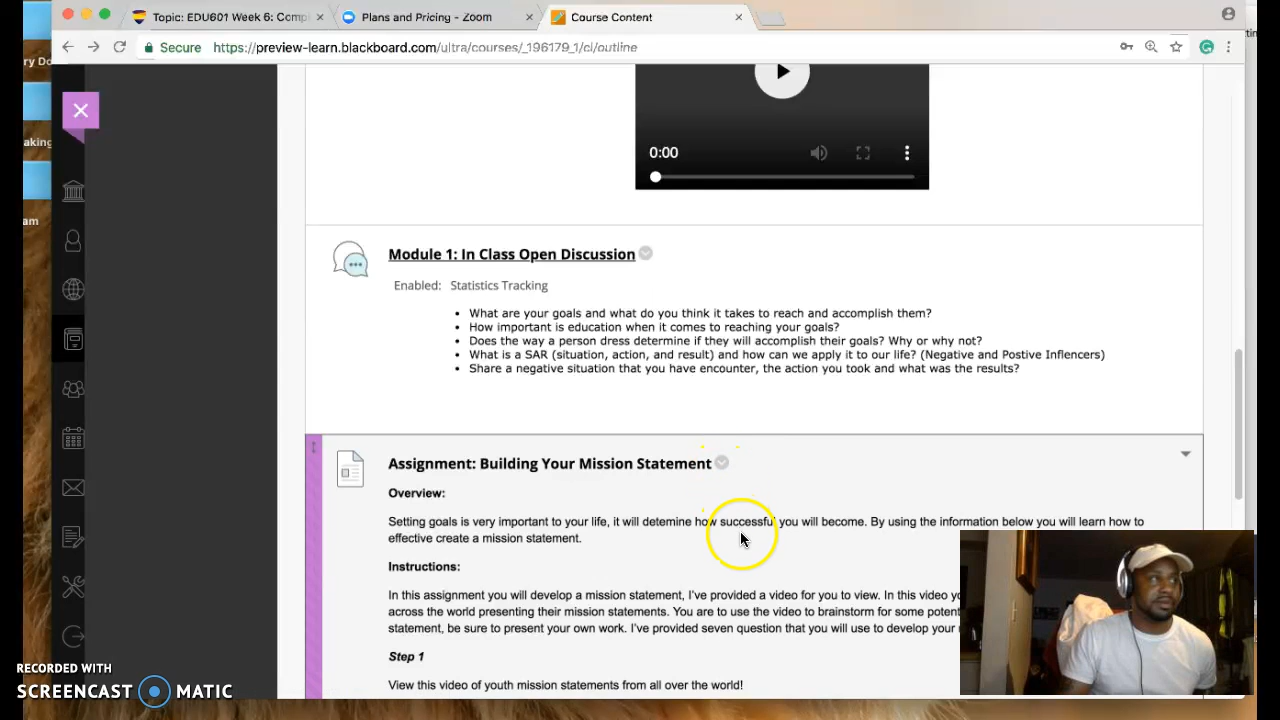 Topic: EDU601 Week 6: Comp
Plans and Pricing - Zoom
Course Content
Secure
https://preview-learn.blackboard.com/ultra/courses/_196179_1/cl/outline
ry Do
aking
am
0:00
Module 1: In Class Open Discussion
Enabled: Statistics Tracking
• What are your goals and what do you think it takes to reach and accomplish them?
• How important is education when it comes to reaching your goals?
• Does the way a person dress determine if they will accomplish their goals? Why or why not?
• What is a SAR (situation, action, and result) and how can we apply it to our life? (Negative and Postive Inflencers)
• Share a negative situation that you have encounter, the action you took and what was the results?
Assignment: Building Your Mission Statement
Overview:
Setting goals is very important to your life, it will detemine how successful you will become. By using the information below you will learn how to
effective create a mission statement.
Instructions:
In this assignment you will develop a mission statement, I've provided a video for you to view. In this video yo
across the world presenting their mission statements. You are to use the video to brainstorm for some potent
statement, be sure to present your own work. I've provided seven question that you will use to develop your
Step 1
View this video of youth mission statements from all over the world!
RECORDED WITH
SCREENCAST MATIC